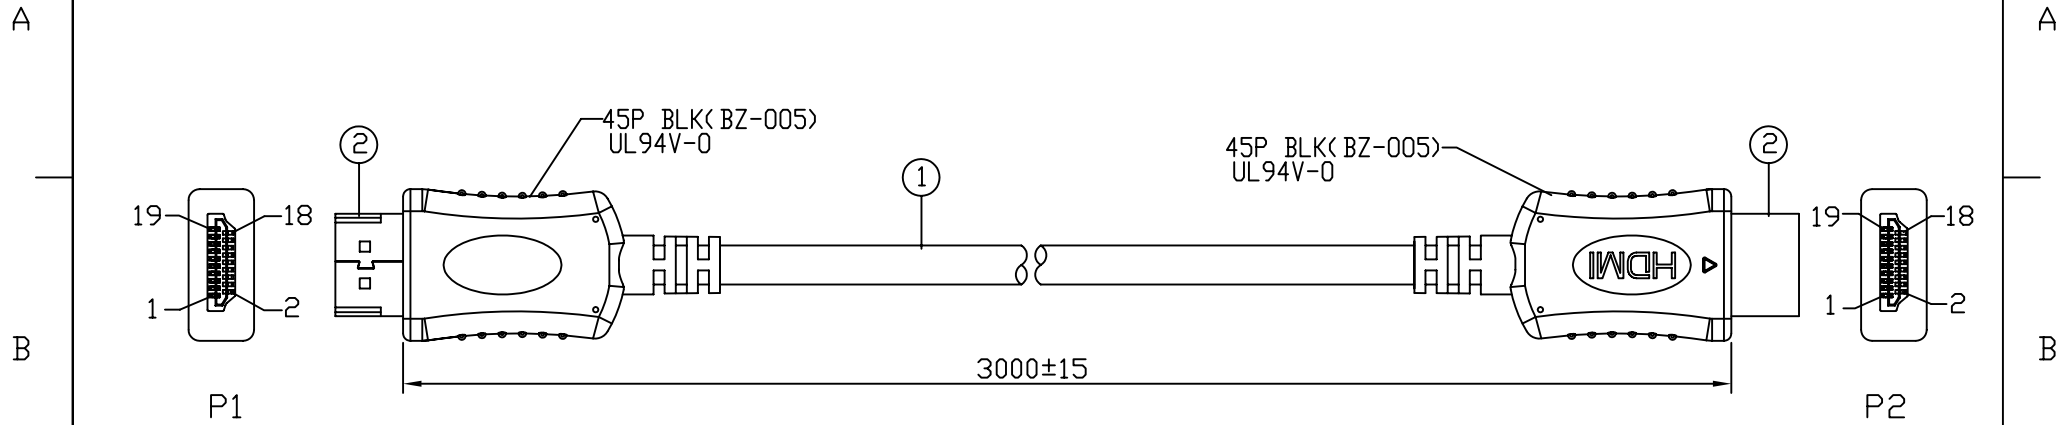 A
A
45P BLK(BZ-005)
UL94V-0
2
1
45P BLK(BZ-005)
UL94V-0
2
19
18
1
2
HDMI
19
18
1
2
B
B
3000±15
P1
P2